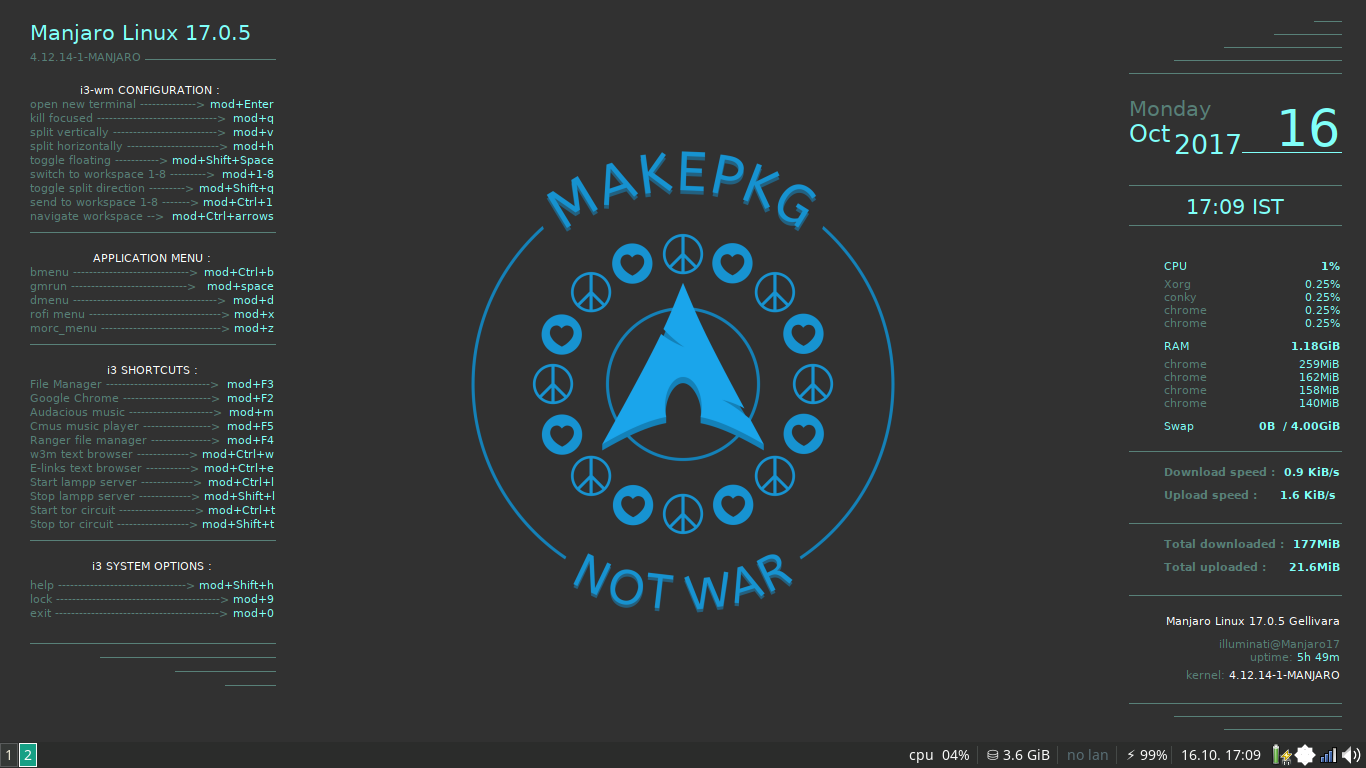 Manjaro Linux 17.0.5
4.12.14-1-MANJARO
i3-wm CONFIGURATION :
open new terminal --------------> mod+Enter
kill focused ------------------------------> mod+q
split vertically --------------------------> mod+v
split horizontally -----------------------> mod+h
toggle floating -----------> mod+Shift+Space
switch to workspace 1-8 ---------> mod+1-8
toggle split direction ---------> mod+Shift+q
send to workspace 1-8 -------> mod+Ctrl+1
navigate workspace --> mod+Ctrl+arrows
APPLICATION MENU :
bmenu -----------------------------> mod+Ctrl+b
gmrun ------------------------------> mod+space
dmenu ----------------------------------> mod+d
rofi menu -------------------------------> mod+x
morc_menu -----------------------------> mod+z
i3 SHORTCUTS :
File Manager --------------------------> mod+F3
Google Chrome ------------------------> mod+F2
Audacious music ----------------------> mod+m
Cmus music player -------------------> mod+F5
Ranger file manager -----------------> mod+F4
w3m text browser -----------> mod+Ctrl+w
E-links text browser -----------> mod+Ctrl+e
Start lampp server -------------> mod+Ctrl+l
Stop lampp server -------------> mod+Shift+l
Start tor circuit ------------------> mod+Ctrl+t
Stop tor circuit ------------------> mod+Shift+t
i3 SYSTEM OPTIONS :
help --------------------------------> mod+Shift+h
lock ------------------------------------------> mod+9
exit -----------------------------------------> mod+0
MAKEPKG
NOT WAR
Monday
Oct 2017 16
17:09 IST
CPU 1%
Xorg 0.25%
conky 0.25%
chrome 0.25%
chrome 0.25%
RAM 1.18GiB
chrome 259MiB
chrome 162MiB
chrome 158MiB
chrome 140MiB
Swap 0B / 4.00GiB
Download speed : 0.9 KiB/s
Upload speed : 1.6 KiB/s
Total downloaded : 177MiB
Total uploaded : 21.6MiB
Manjaro Linux 17.0.5 Gellivara
illuminati@Manjaro17
uptime: 5h 49m
kernel: 4.12.14-1-MANJARO
1 2 cpu 04% 3.6 GiB no lan ⚡ 99% 16.10. 17:09